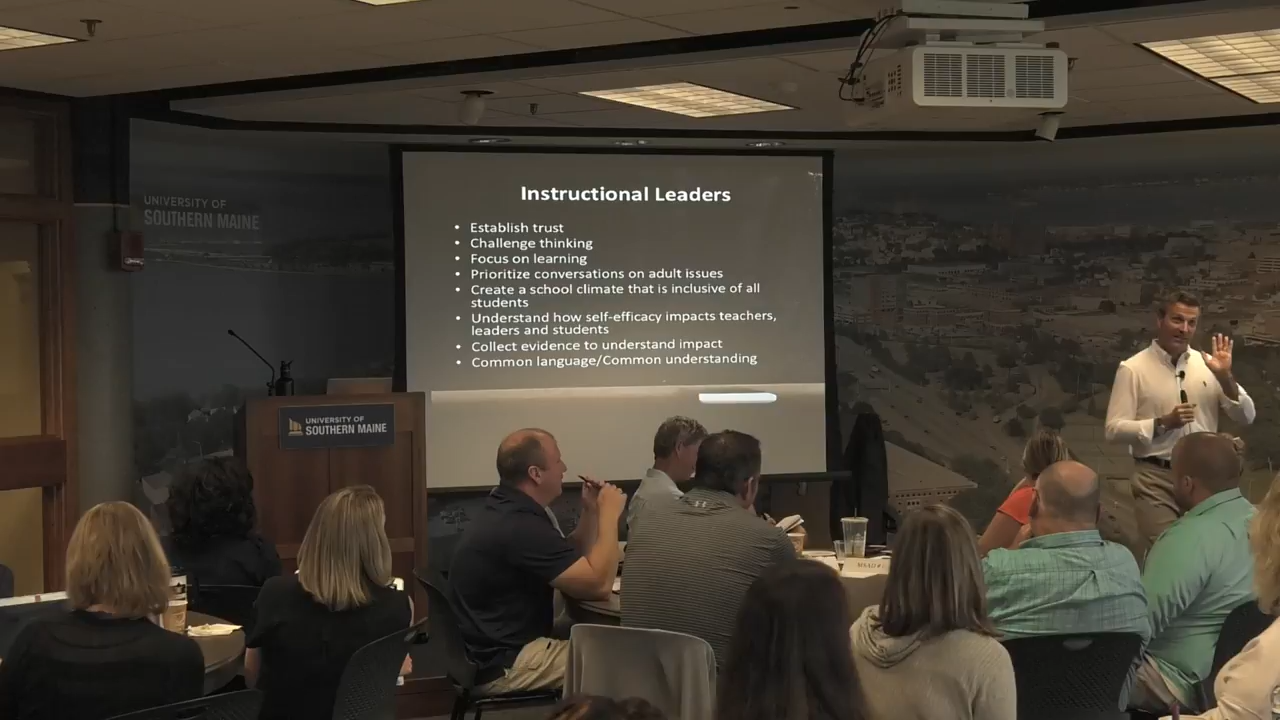 UNIVERSITY OF
SOUTHERN MAINE
Instructional Leaders
• Establish trust
• Challenge thinking
• Focus on learning
• Prioritize conversations on adult issues
• Create a school climate that is inclusive of all
students
• Understand how self-efficacy impacts teachers,
leaders and students
• Collect evidence to understand impact
• Common language/Common understanding
UNIVERSITY OF
SOUTHERN MAINE